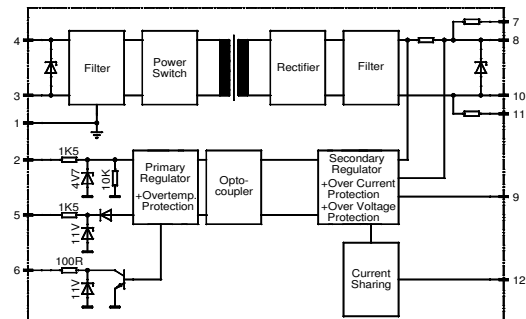 7
4
8
Filter
Power
Switch
Rectifier
Filter
3
10
1
11
1K5
2
4V7
10K
Primary
Regulator
+Overtemp.
Protection
Opto-
coupler
Secondary
Regulator
+Over Current
Protection
+Over Voltage
Protection
9
1K5
5
11V
100R
6
11V
Current
Sharing
12